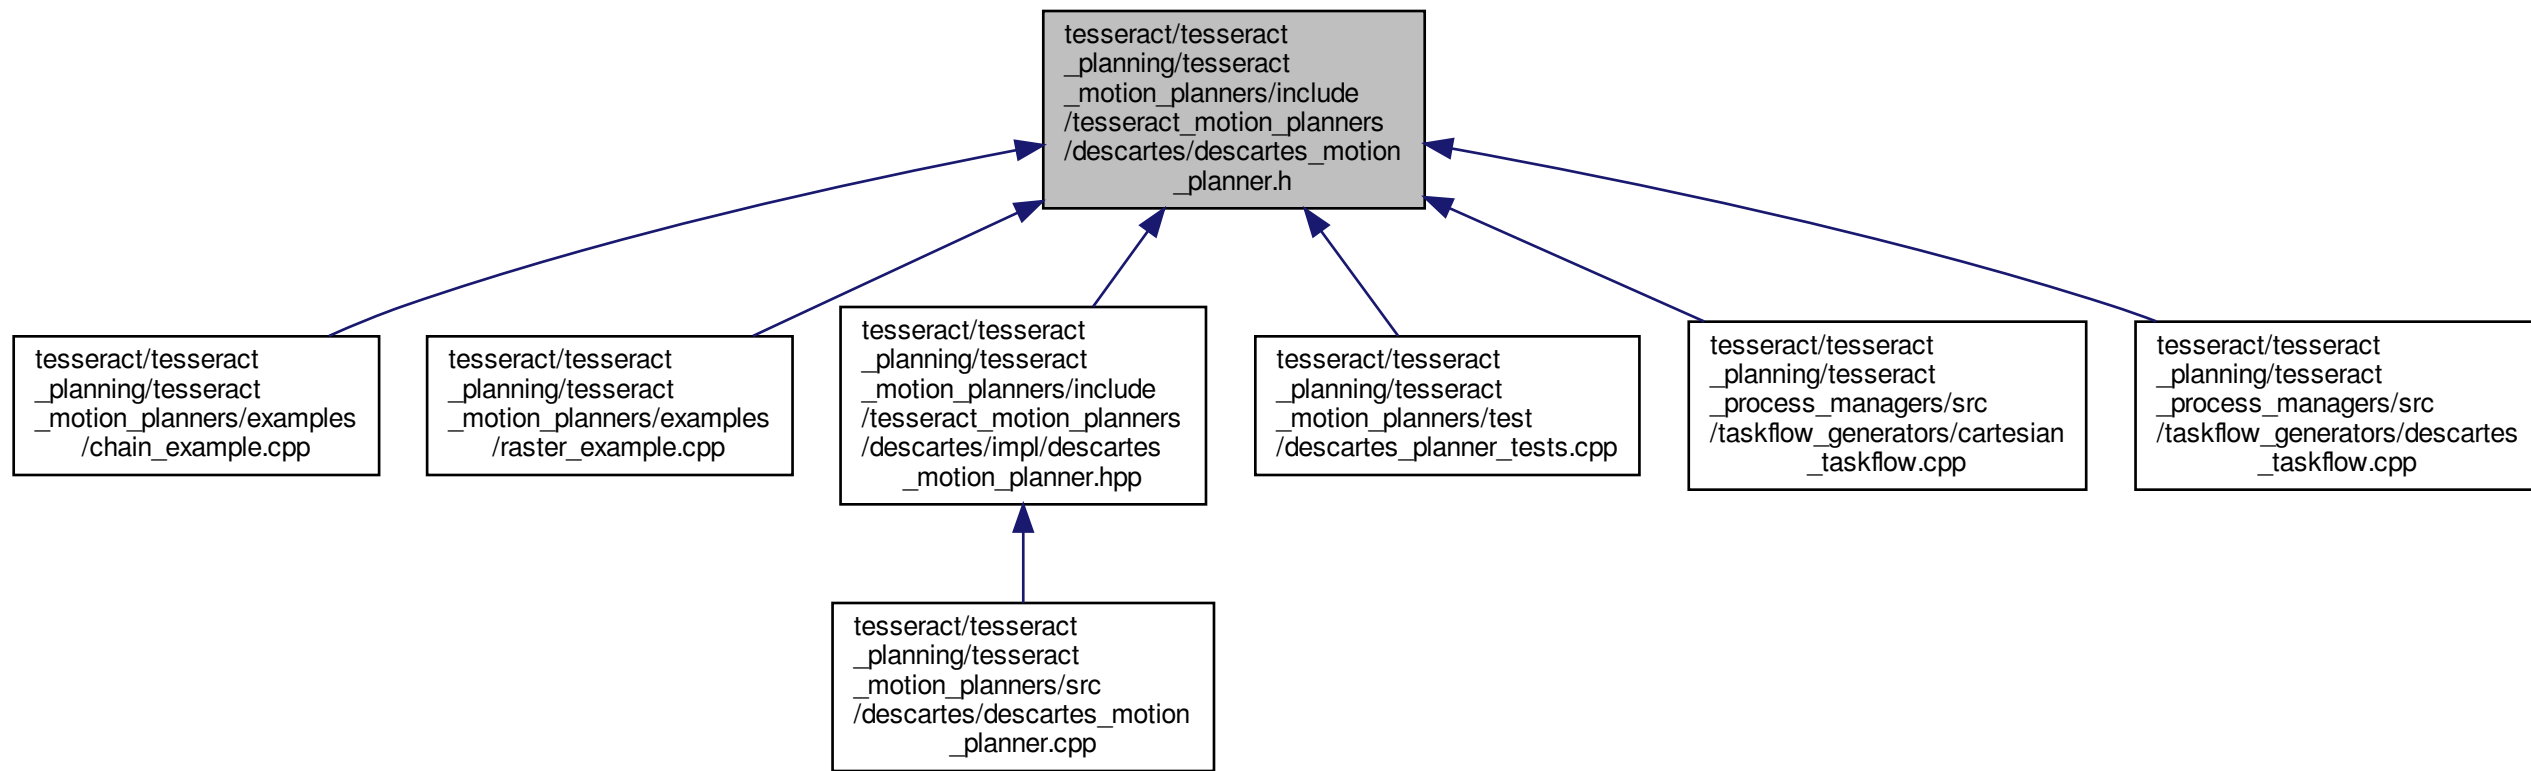 tesseract/tesseract
_planning/tesseract
_motion_planners/include
/tesseract_motion_planners
/descartes/descartes_motion
_planner.h
tesseract/tesseract
_planning/tesseract
_motion_planners/examples
/chain_example.cpp
tesseract/tesseract
_planning/tesseract
_motion_planners/examples
/raster_example.cpp
tesseract/tesseract
_planning/tesseract
_motion_planners/include
/tesseract_motion_planners
/descartes/impl/descartes
_motion_planner.hpp
tesseract/tesseract
_planning/tesseract
_motion_planners/test
/descartes_planner_tests.cpp
tesseract/tesseract
_planning/tesseract
_process_managers/src
/taskflow_generators/cartesian
_taskflow.cpp
tesseract/tesseract
_planning/tesseract
_process_managers/src
/taskflow_generators/descartes
_taskflow.cpp
tesseract/tesseract
_planning/tesseract
_motion_planners/src
/descartes/descartes_motion
_planner.cpp